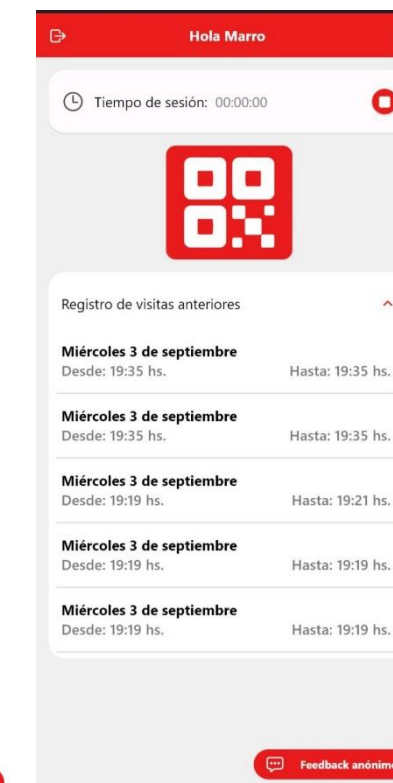 Hola Marro
Tiempo de sesión: 00:00:00
Registro de visitas anteriores
Miércoles 3 de septiembre
Desde: 19:35 hs. Hasta: 19:35 hs.
Miércoles 3 de septiembre
Desde: 19:35 hs. Hasta: 19:35 hs.
Miércoles 3 de septiembre
Desde: 19:19 hs. Hasta: 19:21 hs.
Miércoles 3 de septiembre
Desde: 19:19 hs. Hasta: 19:19 hs.
Miércoles 3 de septiembre
Desde: 19:19 hs. Hasta: 19:19 hs.
Feedback anónimo